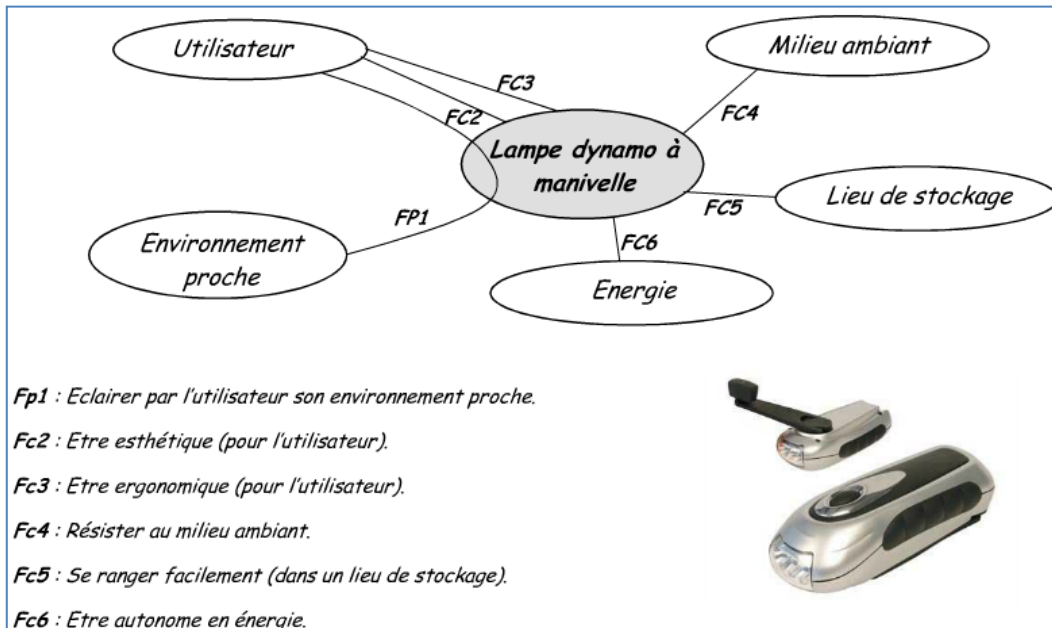 Utilisateur
Milieu ambiant
FC3
FC2
FC4
Lampe dynamo à
manivelle
Lieu de stockage
FC5
FP1
FC6
Environnement
proche
Energie
Fp1 : Eclairer par l'utilisateur son environnement proche.
Fc2 : Etre esthétique (pour l'utilisateur).
Fc3 : Etre ergonomique (pour l'utilisateur).
Fc4 : Résister au milieu ambiant.
Fc5 : Se ranger facilement (dans un lieu de stockage).
Fc6 : Etre autonome en énergie.